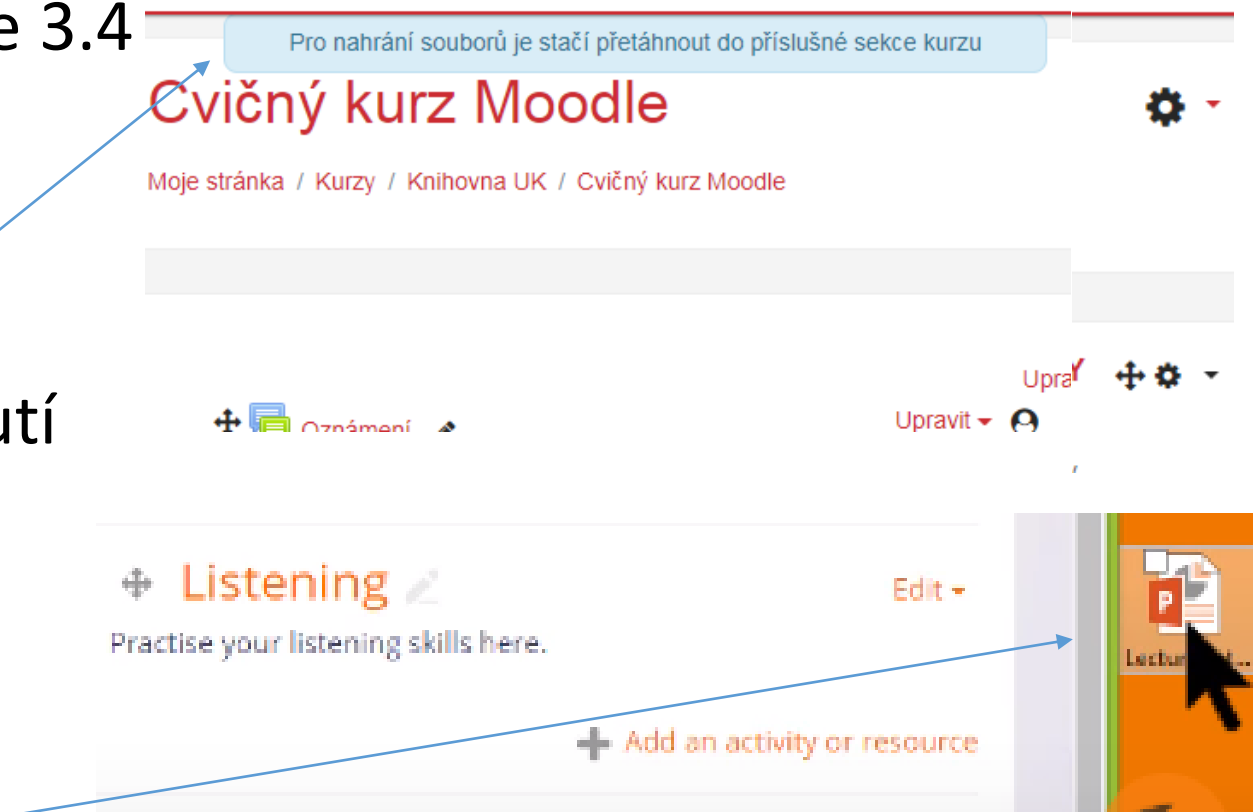 e 3.4
Pro nahrání souborů je stačí přetáhnout do příslušné sekce kurzu
Cvičný kurz Moodle
Moje stránka / Kurzy / Knihovna UK / Cvičný kurz Moodle
Upra
utí
Oznámení
Upravit
Listening
Edit
Practise your listening skills here.
Add an activity or resource
P